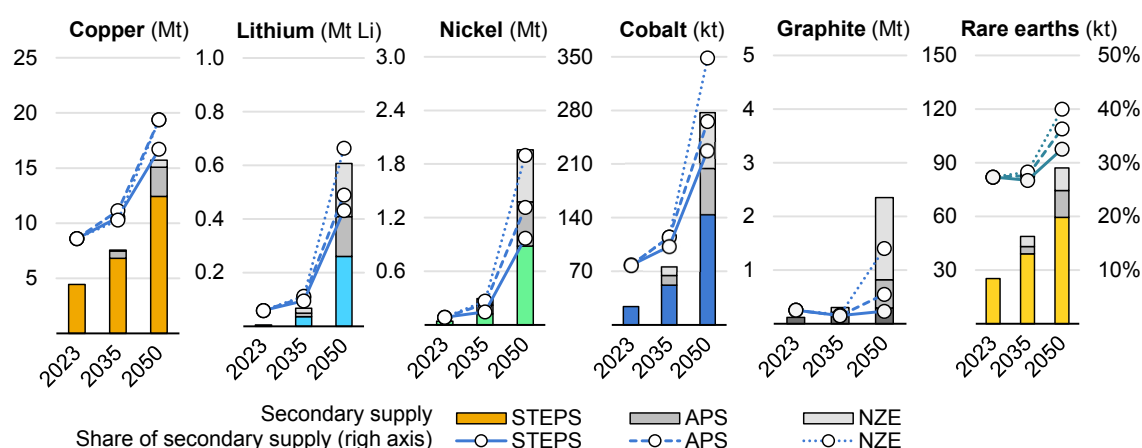 Copper (Mt) Lithium (Mt Li) Nickel (Mt) Cobalt (kt) Graphite (Mt) Rare earths (kt)
25 1.0 3.0 350 5 150 50%
20 0.8 2.4 280 4 120 40%
15 0.6 1.8 210 3 90 30%
10 0.4 1.2 140 2 60 20%
5 0.2 0.6 70 1 30 10%
2023 2035 2050 2023 2035 2050 2023 2035 2050 2023 2035 2050 2023 2035 2050 2023 2035 2050
Secondary supply STEPS APS NZE
Share of secondary supply (righ axis) STEPS APS NZE